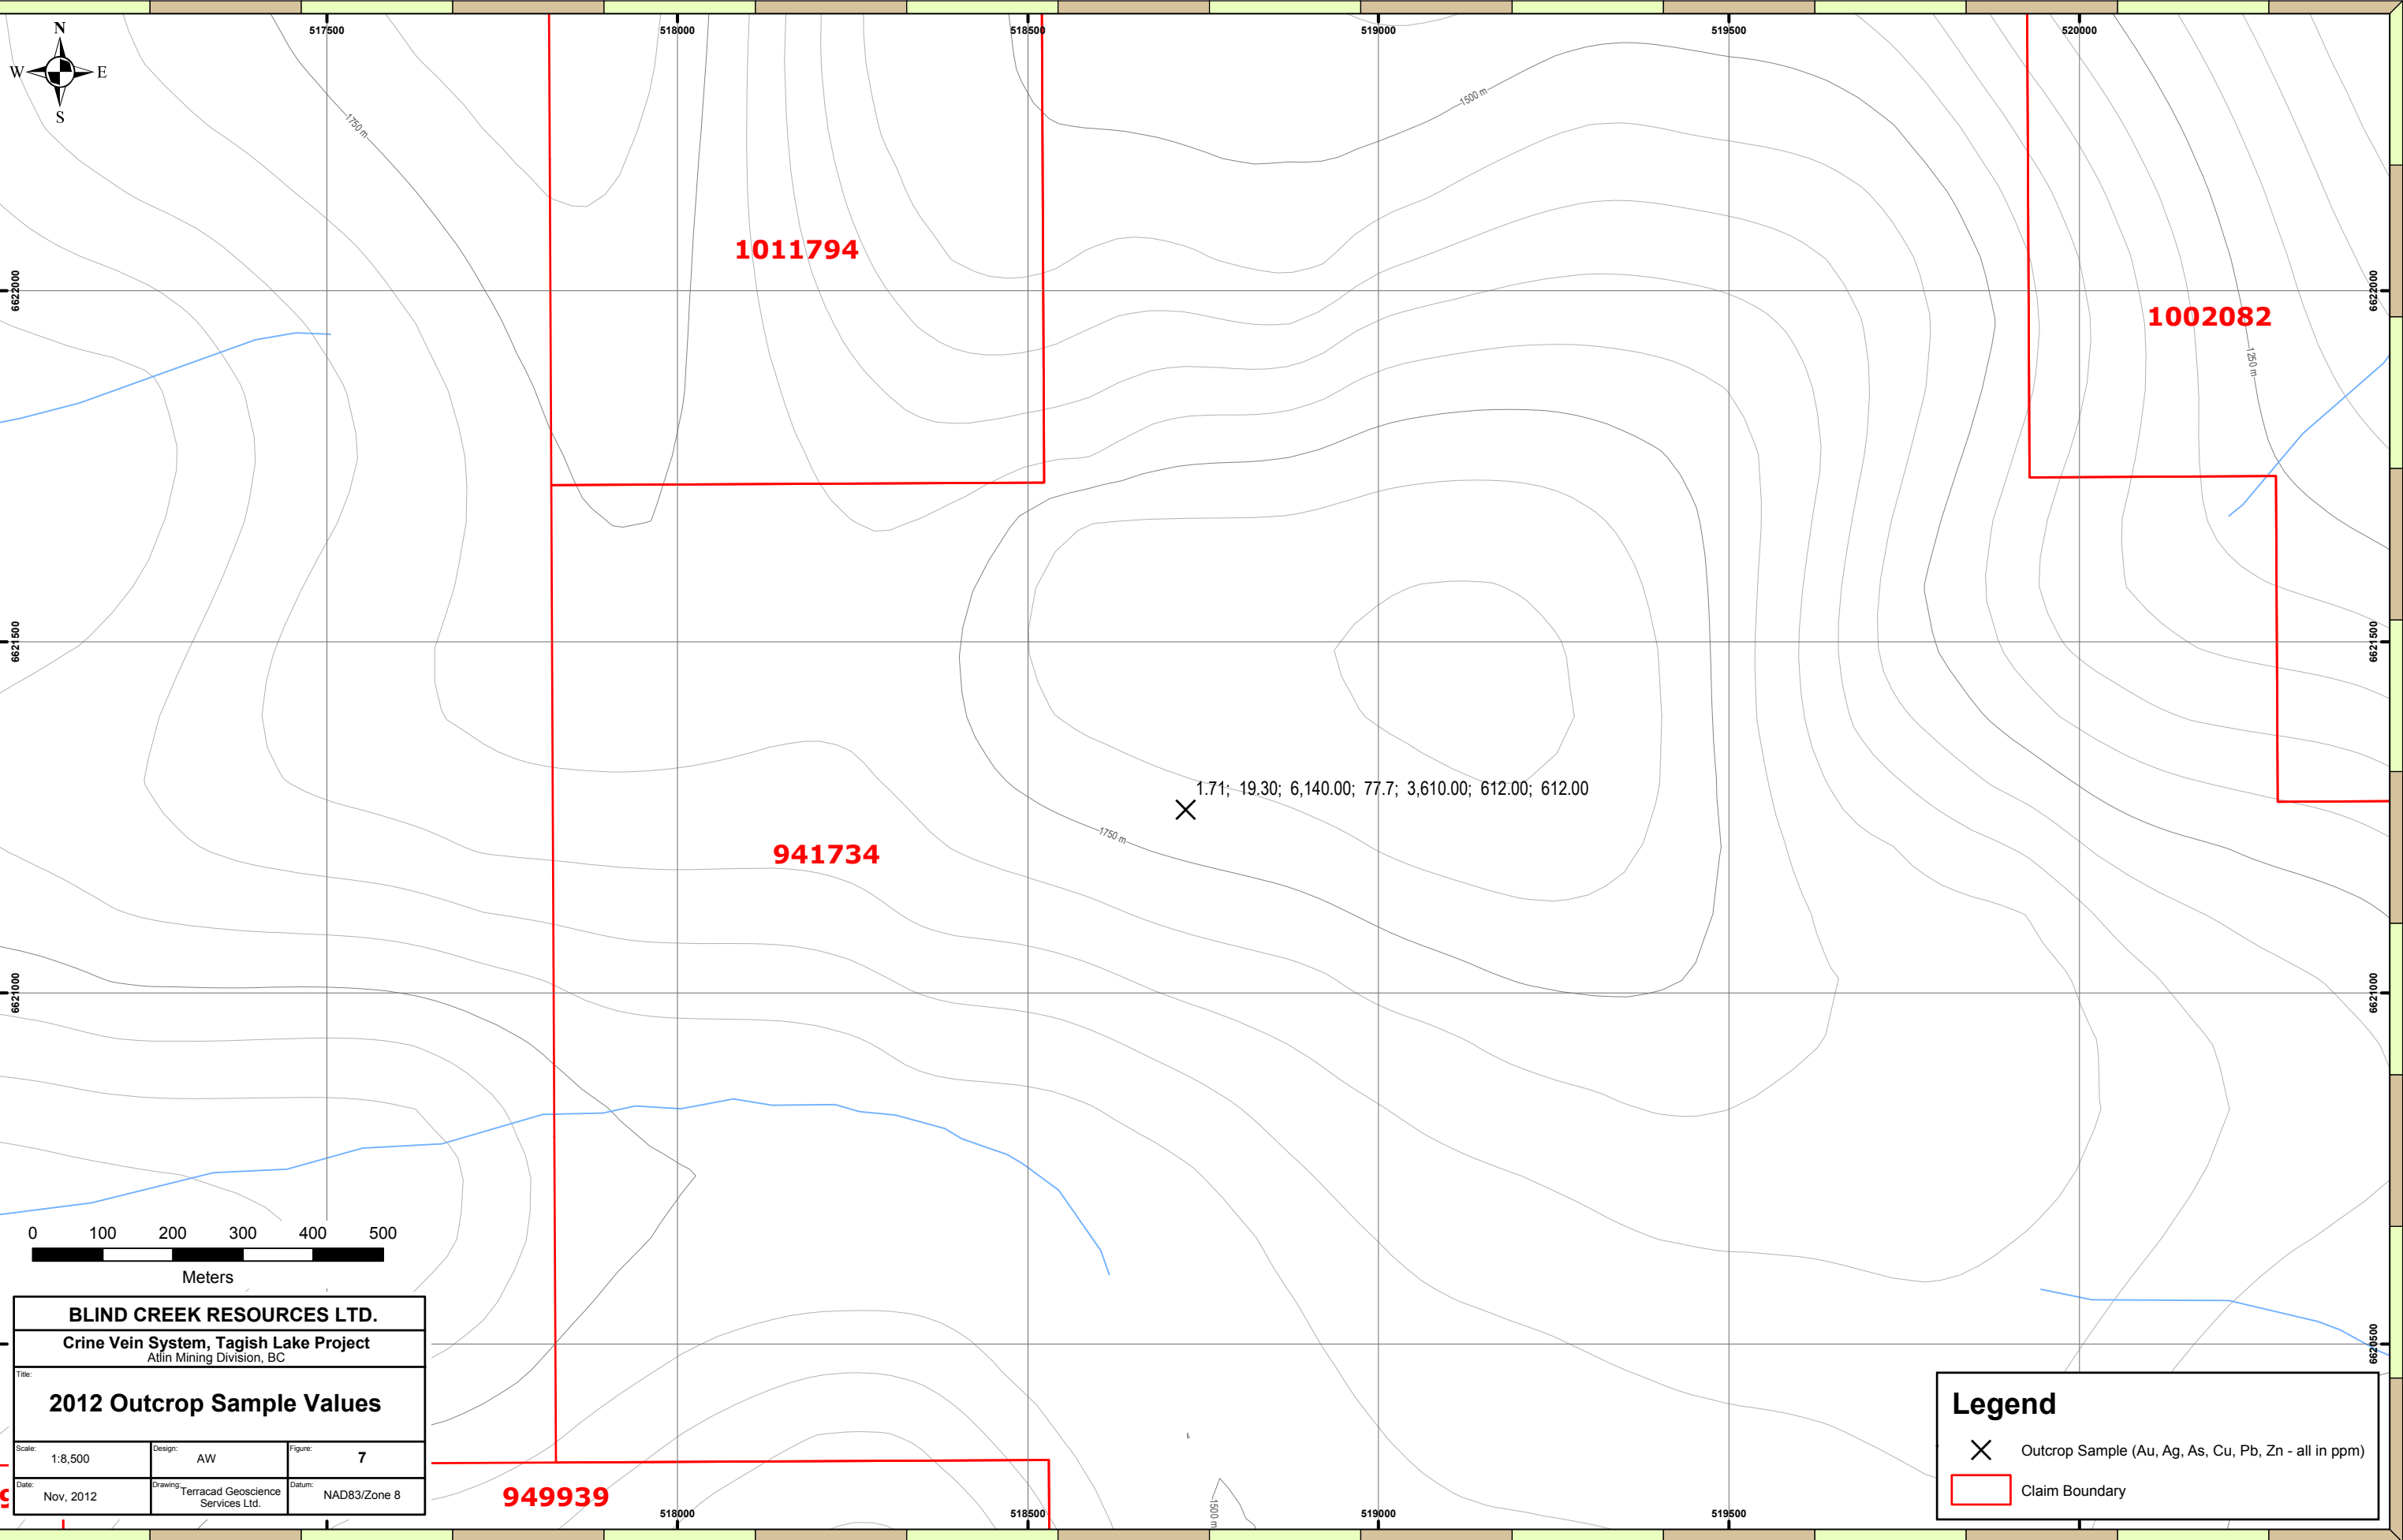 517500 518000 518500 519000 519500 520000
N
W E
S
1750 m
1500 m
6622000
6622000
1011794
1002082
1250 m
6621500
6621500
1.71; 19.30; 6,140.00; 77.7; 3,610.00; 612.00; 612.00
1750 m
941734
6621000
6621000
0 100 200 300 400 500
Meters
BLIND CREEK RESOURCES LTD.
Crine Vein System, Tagish Lake Project
Atlin Mining Division, BC
Title:
2012 Outcrop Sample Values
Scale: 1:8,500
Design: AW
Figure: 7
Date: Nov, 2012
Drawing: Terracad Geoscience
Services Ltd.
Datum: NAD83/Zone 8
949939
1500 m
6620500
Legend
Outcrop Sample (Au, Ag, As, Cu, Pb, Zn - all in ppm)
Claim Boundary
518000 518500 519000 519500